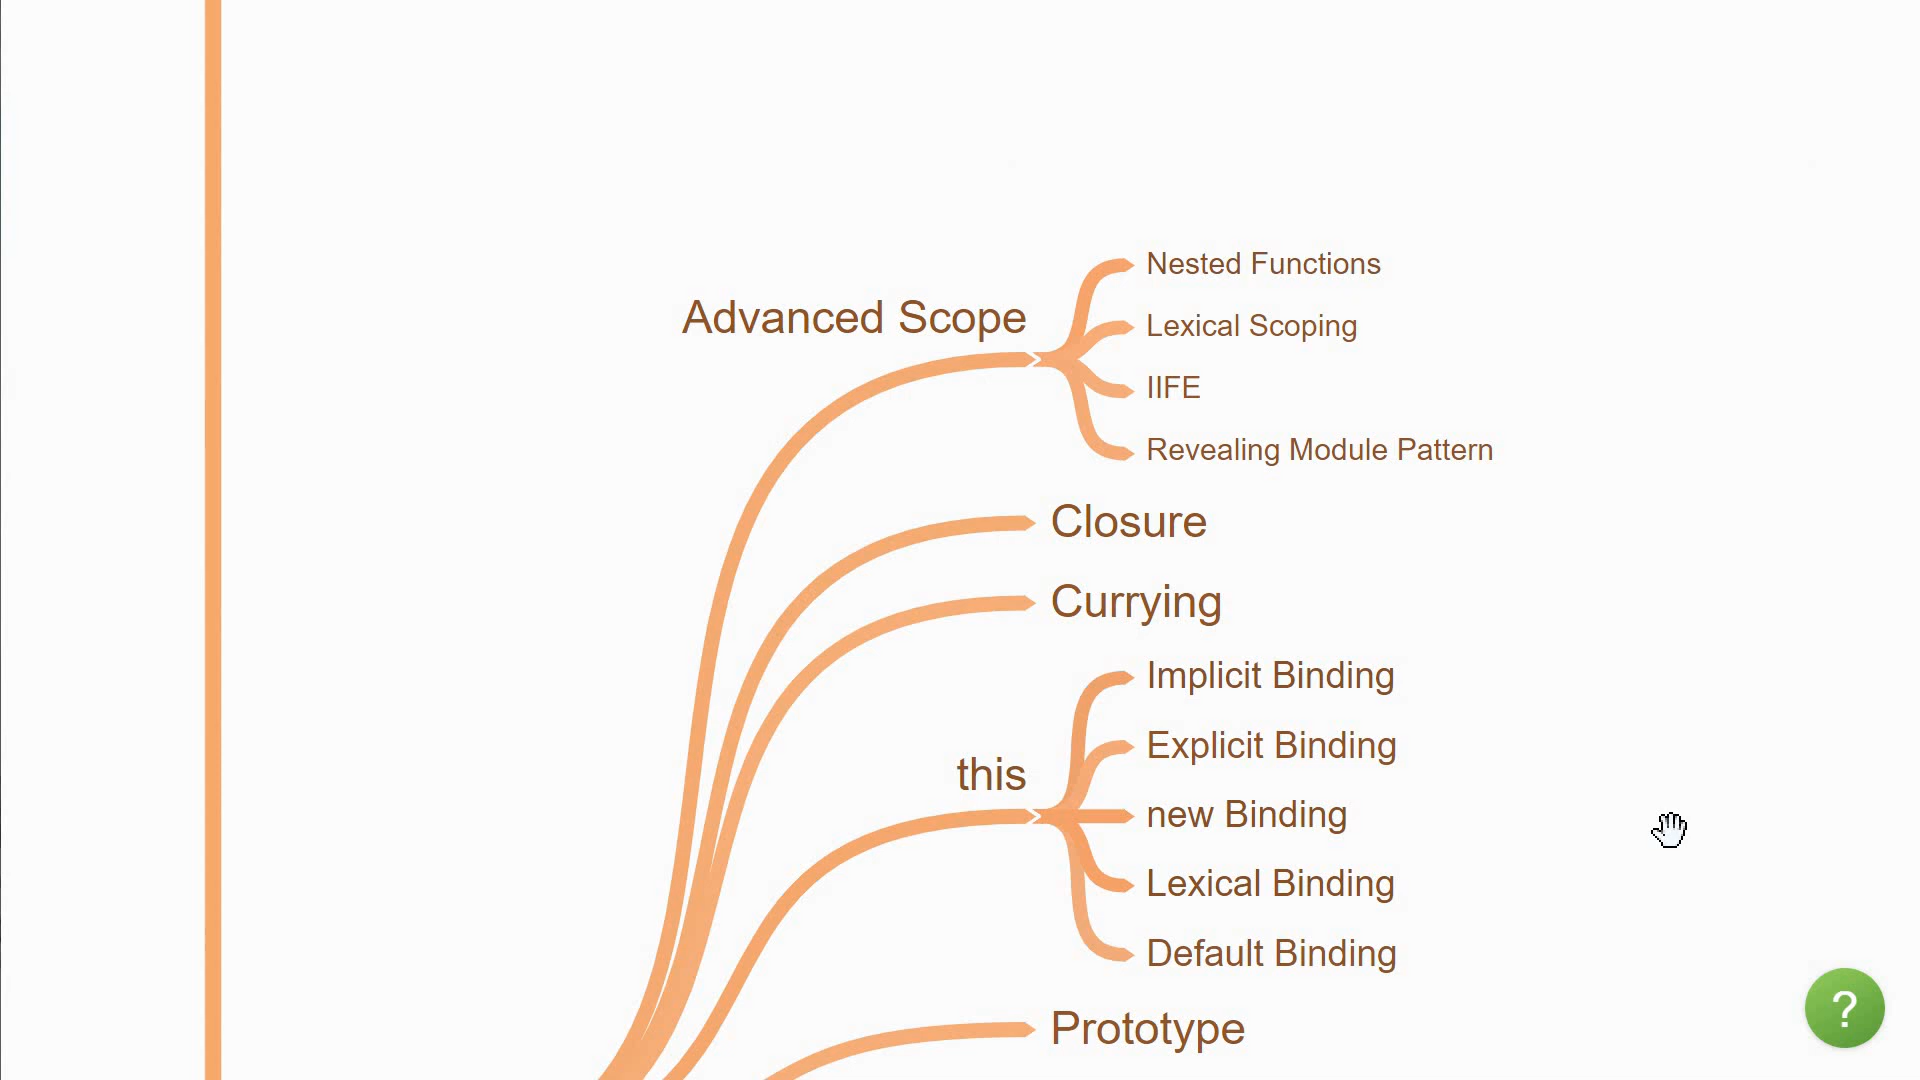 Nested Functions
Advanced Scope
Lexical Scoping
IIFE
Revealing Module Pattern
Closure
Currying
Implicit Binding
Explicit Binding
this
new Binding
Lexical Binding
Default Binding
Prototype
?